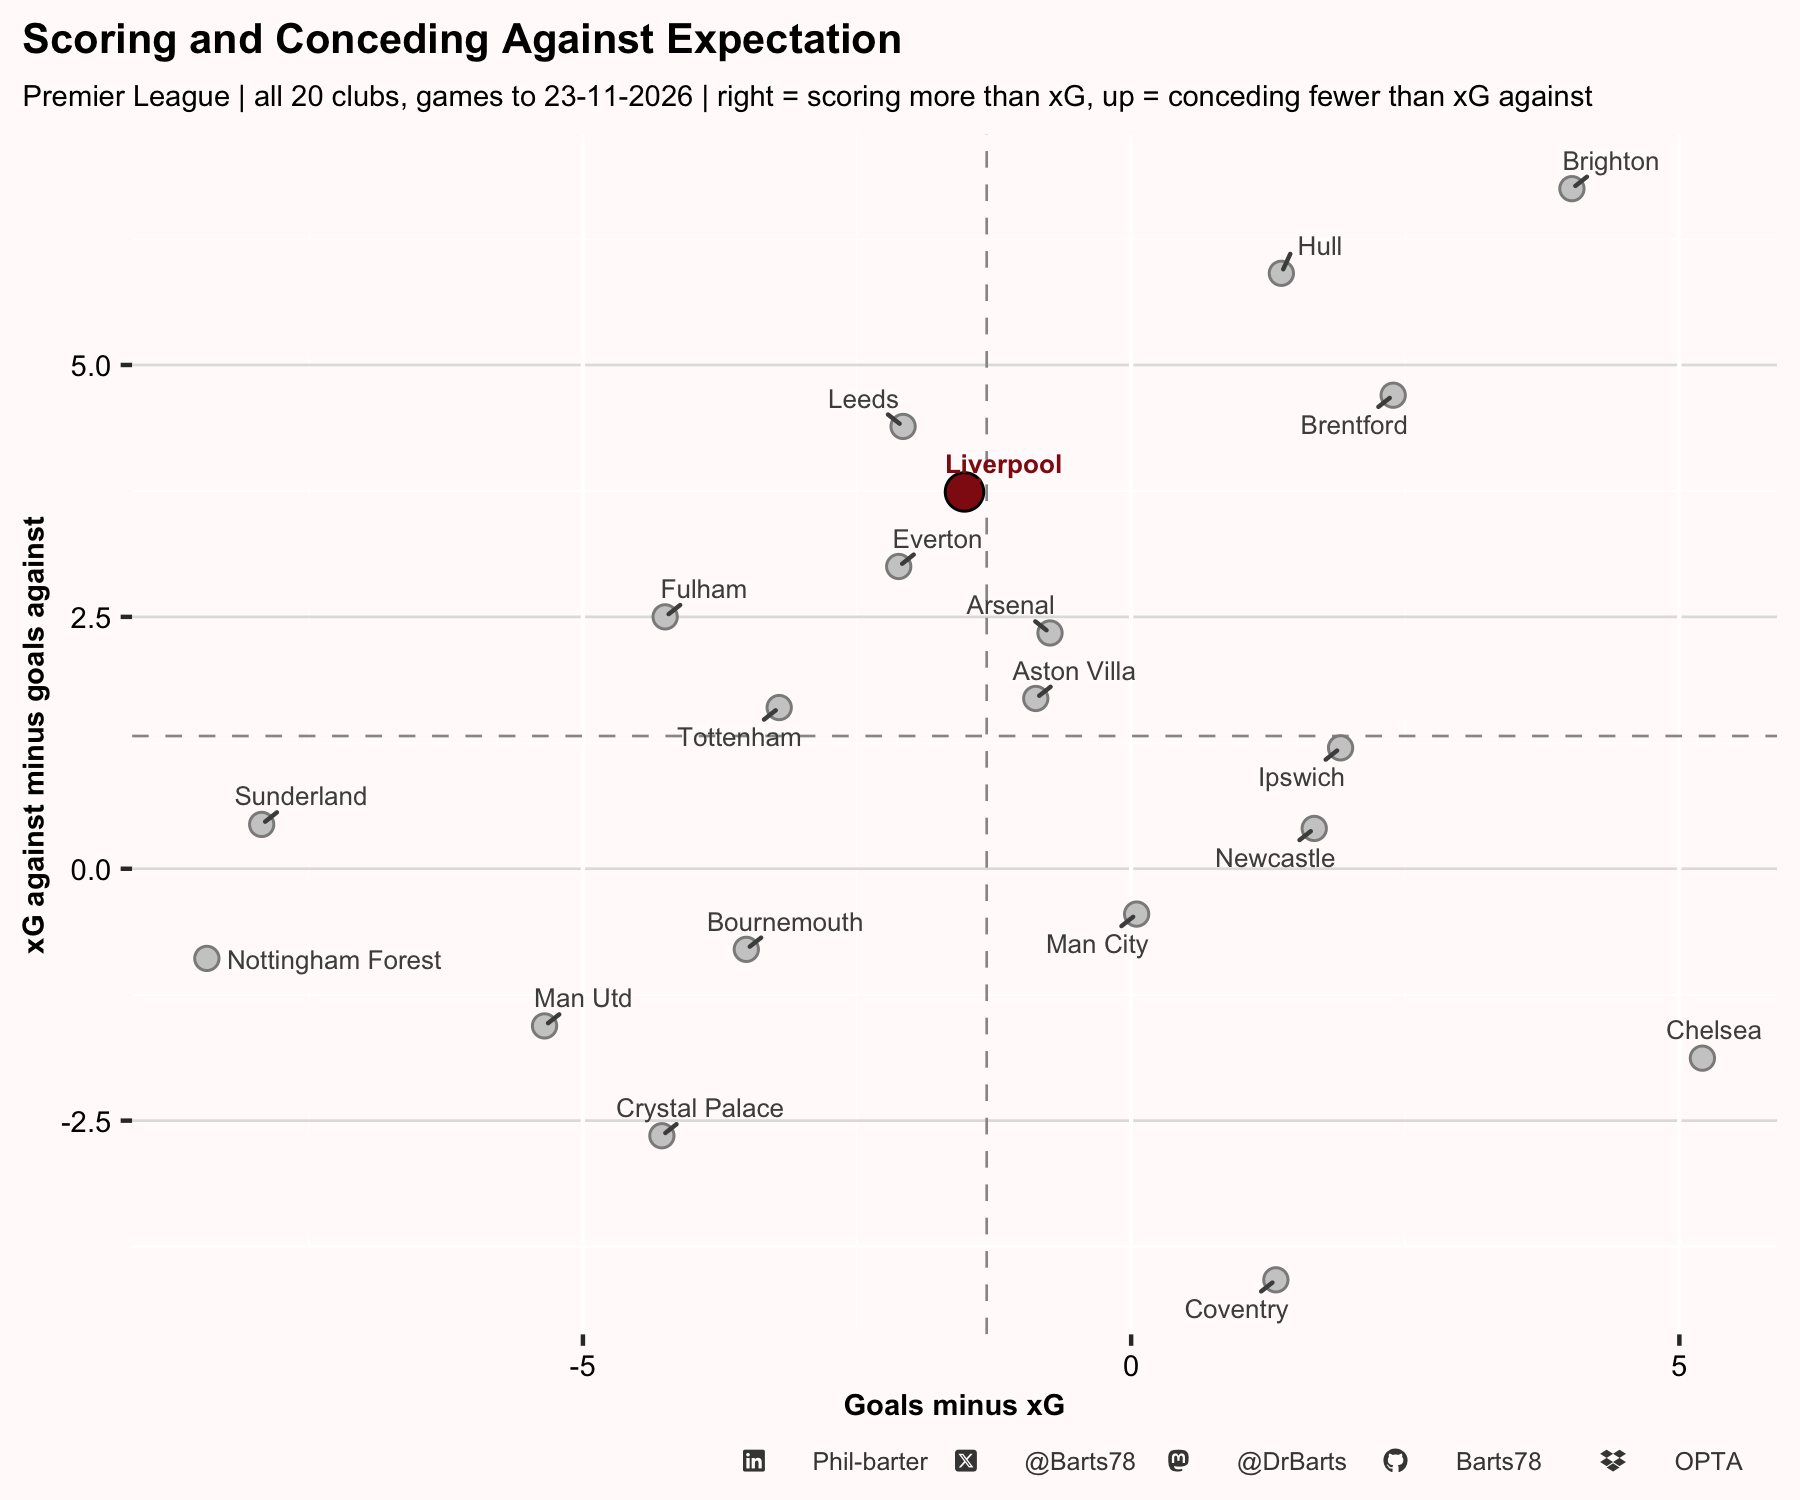 Scoring and Conceding Against Expectation
Premier League | all 20 clubs, games to 23-11-2026 | right = scoring more than xG, up = conceding fewer than xG against
Brighton
Hull
5.0
Leeds
Brentford
Liverpool
Everton
Fulham
Arsenal
2.5
Aston Villa
Tottenham
Ipswich
Sunderland
Newcastle
0.0
Bournemouth
Man City
Nottingham Forest
Man Utd
Chelsea
Crystal Palace
-2.5
Coventry
xG against minus goals against
-5 0 5
Goals minus xG
Phil-barter @Barts78 @DrBarts Barts78 OPTA